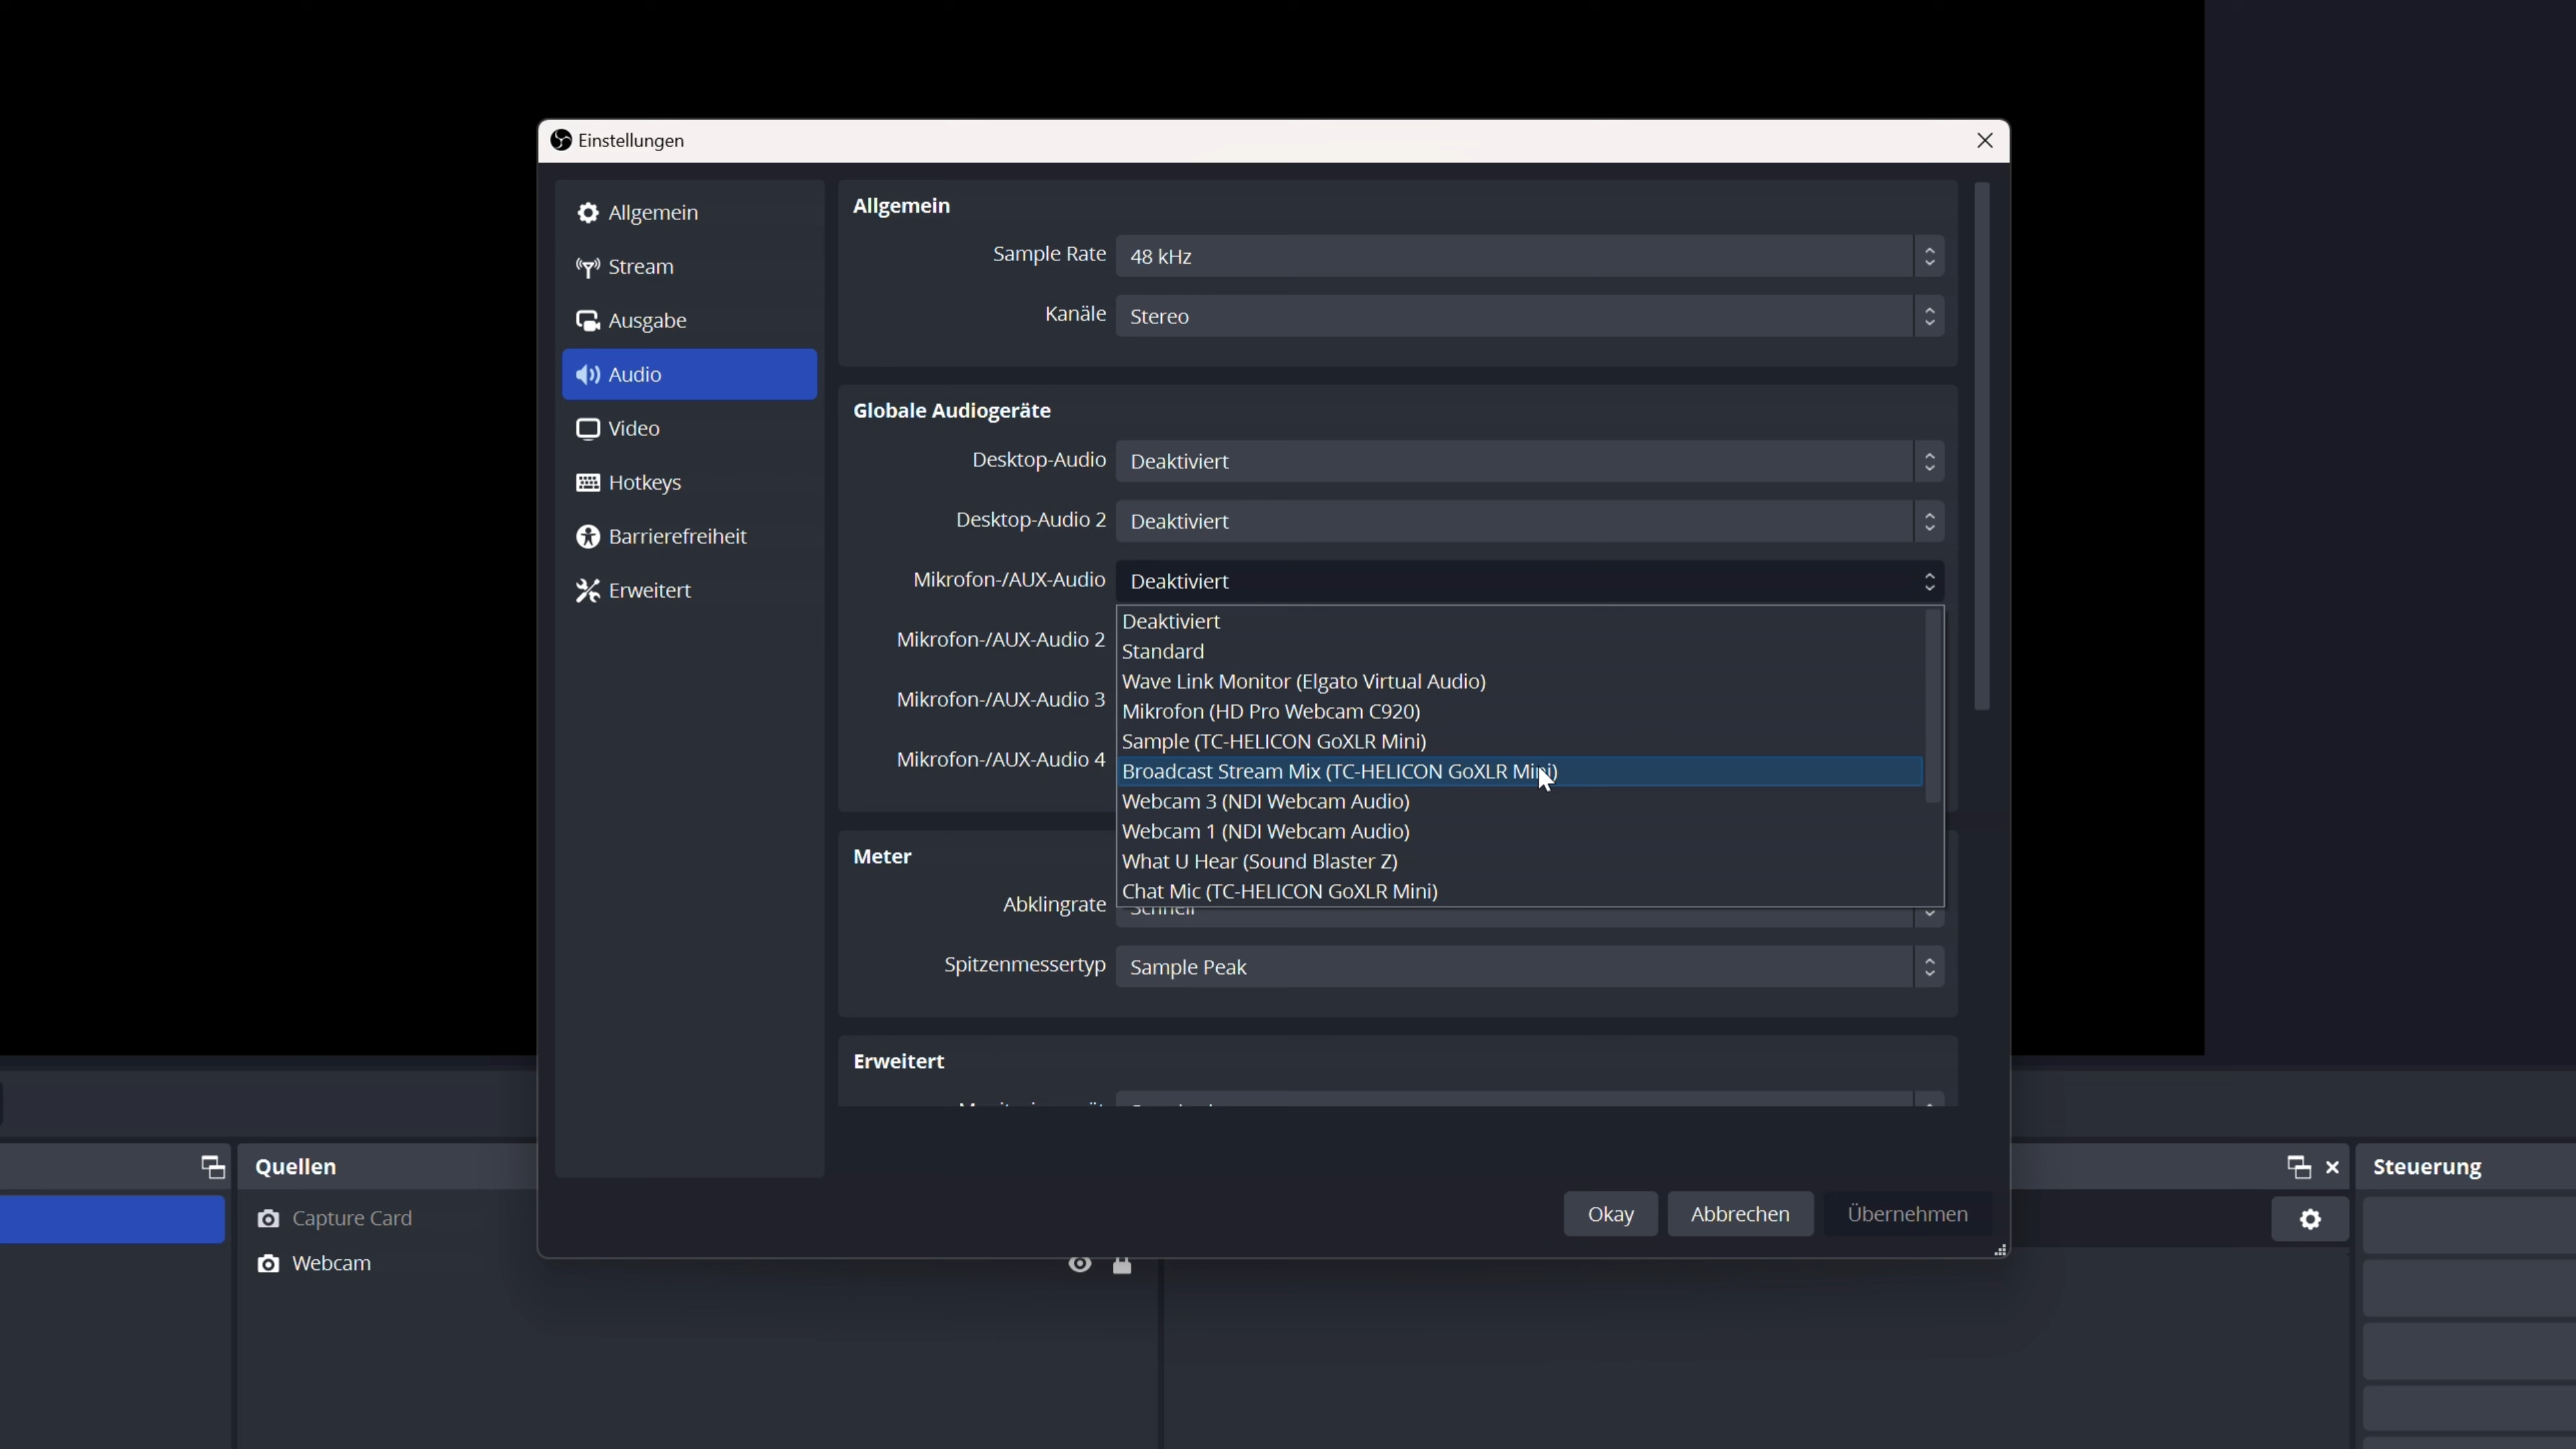 Einstellungen
Allgemein
Stream
Ausgabe
Audio
Video
Hotkeys
Barrierefreiheit
Erweitert
Allgemein
Sample Rate 48 kHz
Kanäle Stereo
Globale Audiogeräte
Desktop-Audio Deaktiviert
Desktop-Audio 2 Deaktiviert
Mikrofon-/AUX-Audio Deaktiviert
Mikrofon-/AUX-Audio 2
Mikrofon-/AUX-Audio 3
Mikrofon-/AUX-Audio 4
Deaktiviert
Standard
Wave Link Monitor (Elgato Virtual Audio)
Mikrofon (HD Pro Webcam C920)
Sample (TC-HELICON GoXLR Mini)
Broadcast Stream Mix (TC-HELICON GoXLR Mini)
Webcam 3 (NDI Webcam Audio)
Webcam 1 (NDI Webcam Audio)
What U Hear (Sound Blaster Z)
Chat Mic (TC-HELICON GoXLR Mini)
Meter
Abklingrate Schnell
Spitzenmessertyp Sample Peak
Erweitert
Okay Abbrechen Übernehmen
Quellen
Capture Card
Webcam
Steuerung